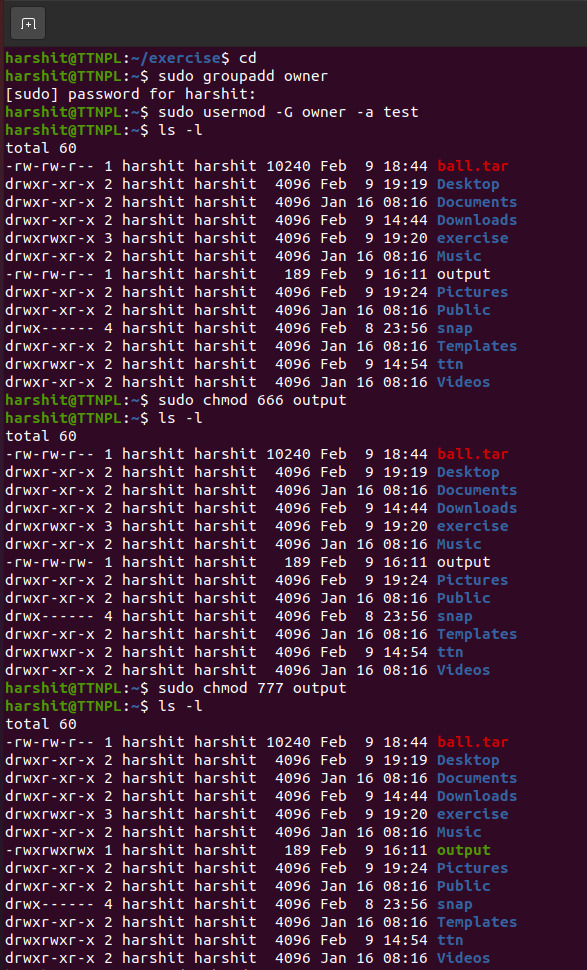 harshit@TTNPL:~/exercise$ cd
harshit@TTNPL:~$ sudo groupadd owner
[sudo] password for harshit:
harshit@TTNPL:~$ sudo usermod -G owner -a test
harshit@TTNPL:~$ ls -l
total 60
-rw-rw-r-- 1 harshit harshit 10240 Feb  9 18:44 ball.tar
drwxr-xr-x 2 harshit harshit  4096 Feb  9 19:19 Desktop
drwxr-xr-x 2 harshit harshit  4096 Jan 16 08:16 Documents
drwxr-xr-x 2 harshit harshit  4096 Feb  9 14:44 Downloads
drwxrwxr-x 3 harshit harshit  4096 Feb  9 19:20 exercise
drwxr-xr-x 2 harshit harshit  4096 Jan 16 08:16 Music
-rw-rw-r-- 1 harshit harshit   189 Feb  9 16:11 output
drwxr-xr-x 2 harshit harshit  4096 Feb  9 19:24 Pictures
drwxr-xr-x 2 harshit harshit  4096 Jan 16 08:16 Public
drwx------ 4 harshit harshit  4096 Feb  8 23:56 snap
drwxr-xr-x 2 harshit harshit  4096 Jan 16 08:16 Templates
drwxrwxr-x 2 harshit harshit  4096 Feb  9 14:54 ttn
drwxr-xr-x 2 harshit harshit  4096 Jan 16 08:16 Videos
harshit@TTNPL:~$ sudo chmod 666 output
harshit@TTNPL:~$ ls -l
total 60
-rw-rw-r-- 1 harshit harshit 10240 Feb  9 18:44 ball.tar
drwxr-xr-x 2 harshit harshit  4096 Feb  9 19:19 Desktop
drwxr-xr-x 2 harshit harshit  4096 Jan 16 08:16 Documents
drwxr-xr-x 2 harshit harshit  4096 Feb  9 14:44 Downloads
drwxrwxr-x 3 harshit harshit  4096 Feb  9 19:20 exercise
drwxr-xr-x 2 harshit harshit  4096 Jan 16 08:16 Music
-rw-rw-rw- 1 harshit harshit   189 Feb  9 16:11 output
drwxr-xr-x 2 harshit harshit  4096 Feb  9 19:24 Pictures
drwxr-xr-x 2 harshit harshit  4096 Jan 16 08:16 Public
drwx------ 4 harshit harshit  4096 Feb  8 23:56 snap
drwxr-xr-x 2 harshit harshit  4096 Jan 16 08:16 Templates
drwxrwxr-x 2 harshit harshit  4096 Feb  9 14:54 ttn
drwxr-xr-x 2 harshit harshit  4096 Jan 16 08:16 Videos
harshit@TTNPL:~$ sudo chmod 777 output
harshit@TTNPL:~$ ls -l
total 60
-rw-rw-r-- 1 harshit harshit 10240 Feb  9 18:44 ball.tar
drwxr-xr-x 2 harshit harshit  4096 Feb  9 19:19 Desktop
drwxr-xr-x 2 harshit harshit  4096 Jan 16 08:16 Documents
drwxr-xr-x 2 harshit harshit  4096 Feb  9 14:44 Downloads
drwxrwxr-x 3 harshit harshit  4096 Feb  9 19:20 exercise
drwxr-xr-x 2 harshit harshit  4096 Jan 16 08:16 Music
-rwxrwxrwx 1 harshit harshit   189 Feb  9 16:11 output
drwxr-xr-x 2 harshit harshit  4096 Feb  9 19:24 Pictures
drwxr-xr-x 2 harshit harshit  4096 Jan 16 08:16 Public
drwx------ 4 harshit harshit  4096 Feb  8 23:56 snap
drwxr-xr-x 2 harshit harshit  4096 Jan 16 08:16 Templates
drwxrwxr-x 2 harshit harshit  4096 Feb  9 14:54 ttn
drwxr-xr-x 2 harshit harshit  4096 Jan 16 08:16 Videos